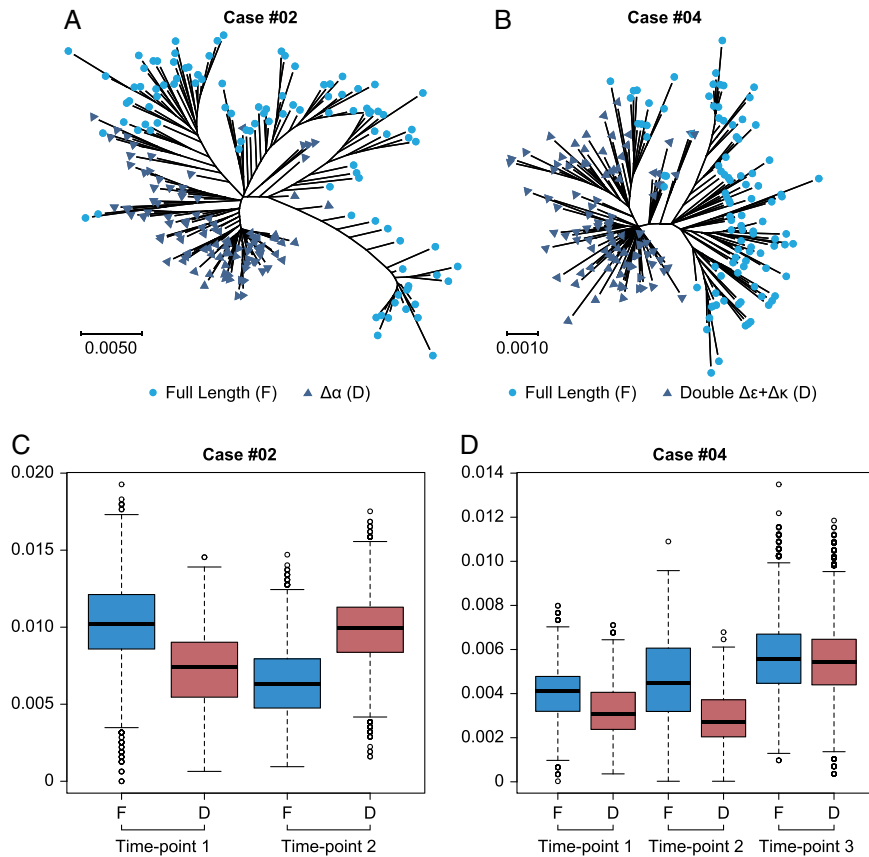 A
Case #02
0.0050
Full Length (F)
Δα (D)
B
Case #04
0.0010
Full Length (F)
Double Δε+Δκ (D)
C
Case #02
0.020
0.015
0.010
0.005
0
F
D
F
D
Time-point 1
Time-point 2
D
Case #04
0.014
0.012
0.010
0.008
0.006
0.004
0.002
0
F
D
F
D
F
D
Time-point 1
Time-point 2
Time-point 3